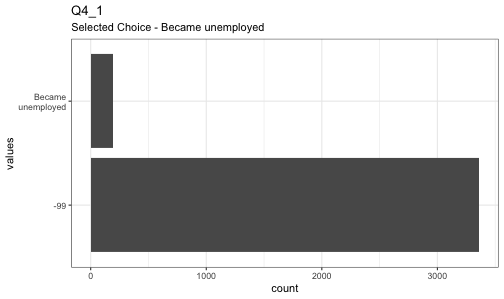 Q4_1
Selected Choice - Became unemployed
values
Became
unemployed
-99
0
1000
2000
3000
count